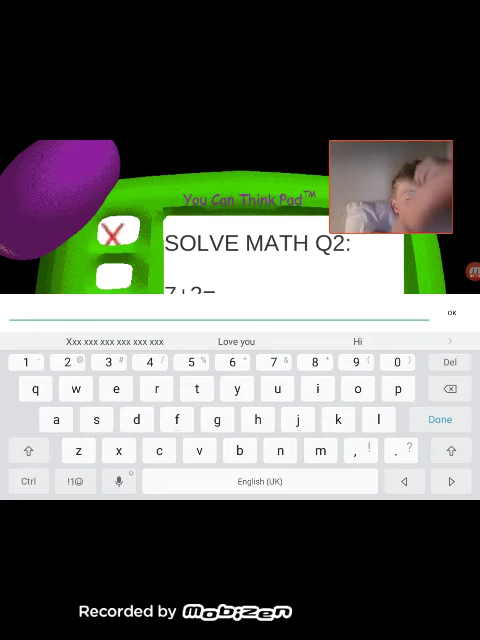 You Can Think Pad™
X
SOLVE MATH Q2:
OK
Xxx xxx xxx xxx xxx xxx Love you Hi
1 - 2 @ 3 # 4 / 5 % 6 ^ 7 & 8 * 9 ( 0 ) Del
q w e r t y u i o p
a s d f g h j k l Done
z x c v b n m , ! . ?
Ctrl !1☺ English (UK)
Recorded by Mobizen